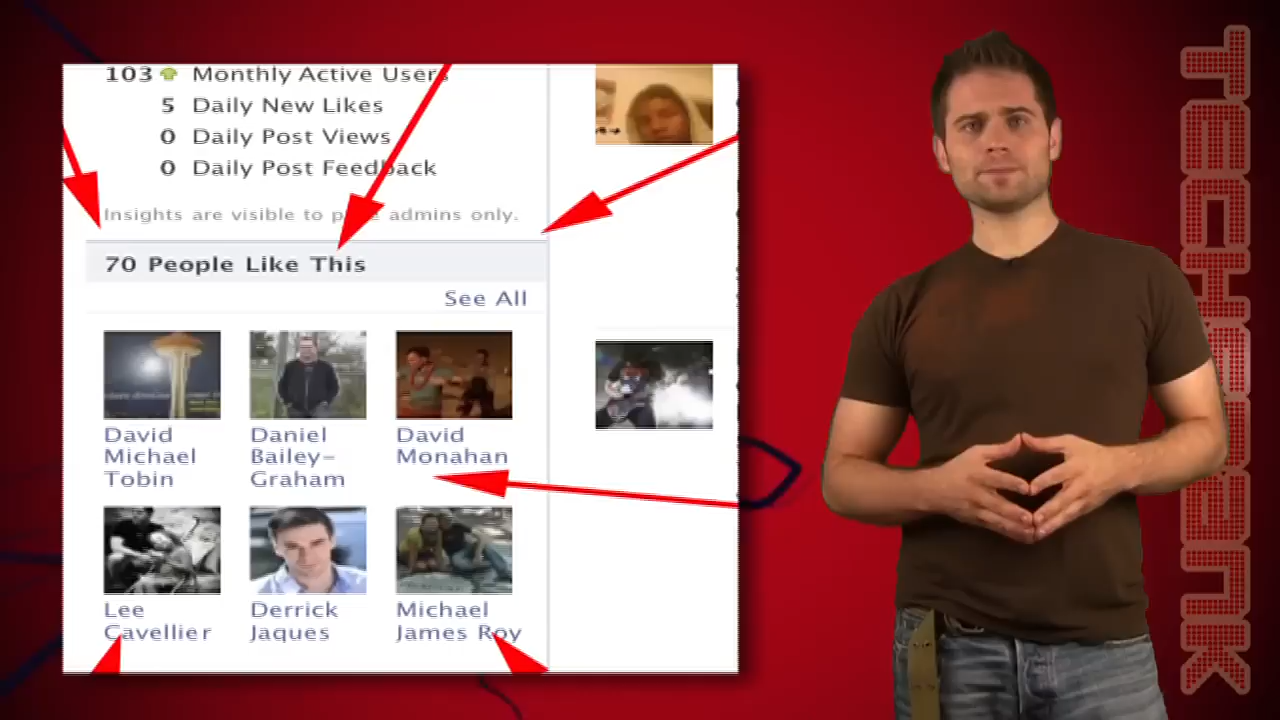 103 Monthly Active Users
5 Daily New Likes
0 Daily Post Views
0 Daily Post Feedback
Insights are visible to page admins only.
70 People Like This
See All
David Michael Tobin
Daniel Bailey-Graham
David Monahan
Lee Cavellier
Derrick Jaques
Michael James Roy
TECHFRANK